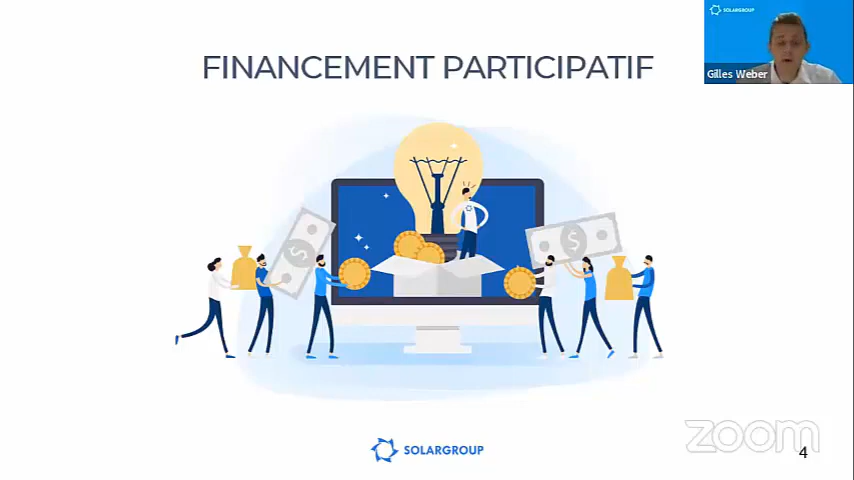 SOLARGROUP
Gilles Weber
FINANCEMENT PARTICIPATIF
$
$
SOLARGROUP
zoom
4